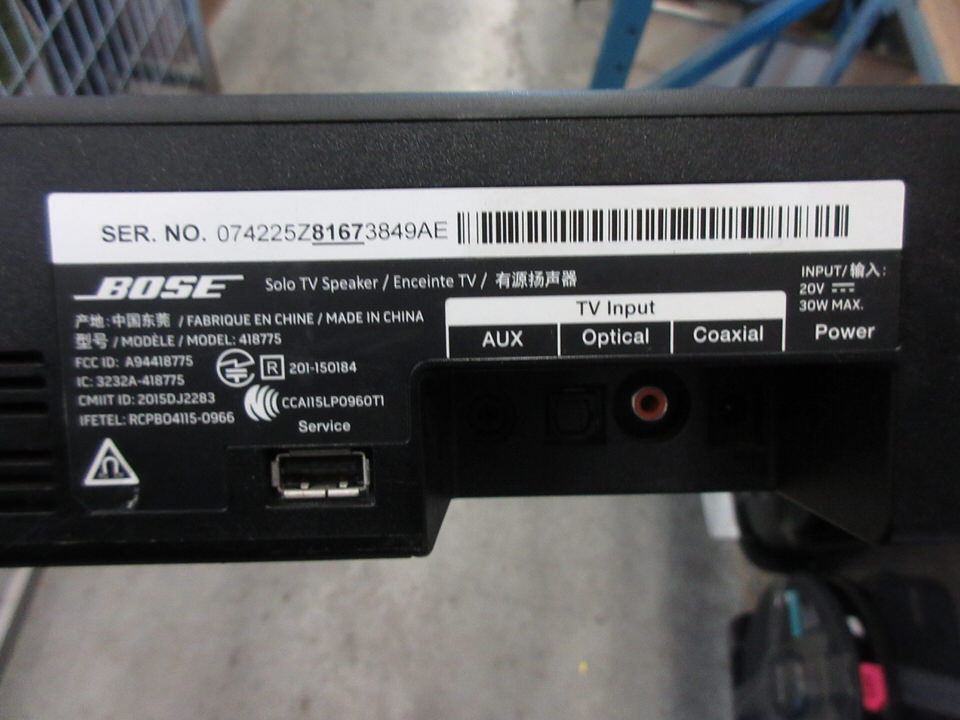 SER. NO. 074225Z81673849AE
BOSE Solo TV Speaker / Enceinte TV / 有源扬声器
产地: 中国东莞 / FABRIQUE EN CHINE / MADE IN CHINA
型号 / MODÈLE / MODEL: 418775
FCC ID: A94418775
IC: 3232A-418775
CMIIT ID: 2015DJ2283
IFETEL: RCPBO4115-0966
R 201-150184
CCAI15LP0960T1
Service
TV Input
AUX Optical Coaxial
INPUT/输入:
20V
30W MAX.
Power